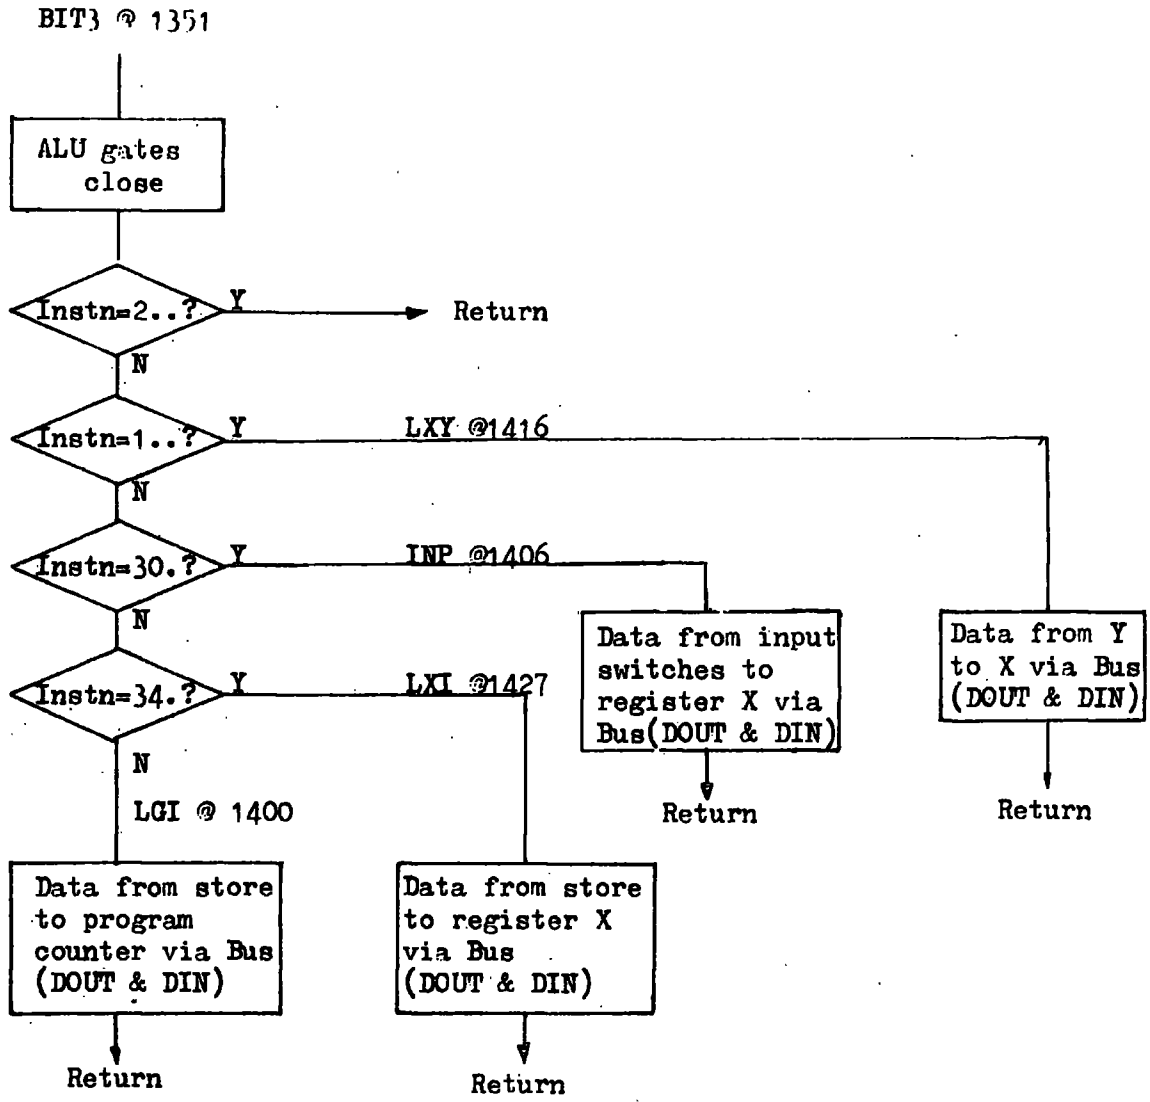 BIT3 @ 1351
ALU gates
close
Instn=2..?
Y
Return
N
Instn=1..?
Y
LXY @1416
N
Instn=30.?
Y
INP @1406
N
Data from input
switches to
register X via
Bus(DOUT & DIN)
Return
Data from Y
to X via Bus
(DOUT & DIN)
Return
Instn=34.?
Y
LXI @1427
N
LGI @ 1400
Data from store
to program
counter via Bus
(DOUT & DIN)
Return
Data from store
to register X
via Bus
(DOUT & DIN)
Return